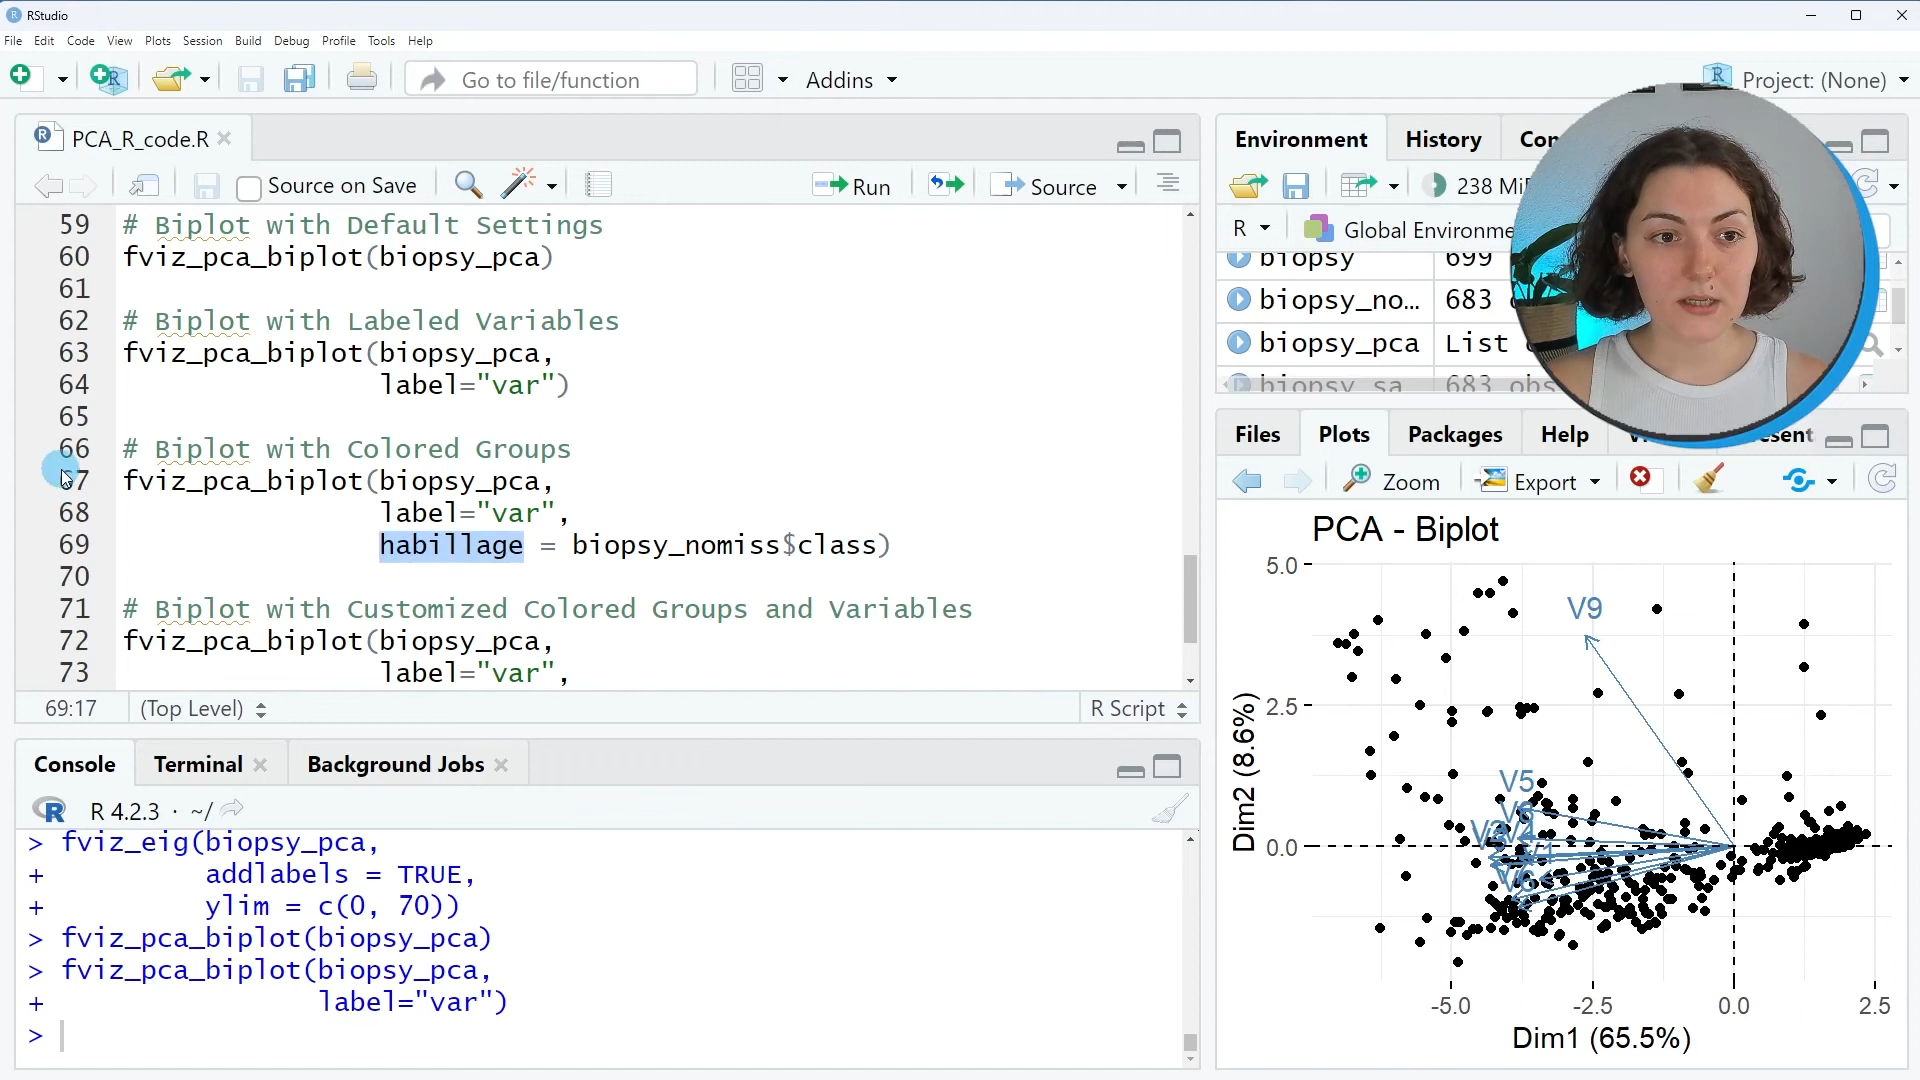 RStudio
File Edit Code View Plots Session Build Debug Profile Tools Help
Go to file/function
Addins
Project: (None)
PCA_R_code.R
Source on Save
Run
Source
59 # Biplot with Default Settings
60 fviz_pca_biplot(biopsy_pca)
61
62 # Biplot with Labeled Variables
63 fviz_pca_biplot(biopsy_pca,
64 label="var")
65
66 # Biplot with Colored Groups
67 fviz_pca_biplot(biopsy_pca,
68 label="var",
69 habillage = biopsy_nomiss$class)
70
71 # Biplot with Customized Colored Groups and Variables
72 fviz_pca_biplot(biopsy_pca,
73 label="var",
69:17 (Top Level) R Script
Console Terminal Background Jobs
R 4.2.3 · ~/
> fviz_eig(biopsy_pca,
+ addlabels = TRUE,
+ ylim = c(0, 70))
> fviz_pca_biplot(biopsy_pca)
> fviz_pca_biplot(biopsy_pca,
+ label="var")
>
Environment History
238
R Global
biopsy 699
biopsy_no... 683
biopsy_pca List
biopsy_sa 683 obs
Files Plots Packages Help
Zoom Export
PCA - Biplot
5.0
2.5
0.0
Dim2 (8.6%)
V9
V5
V4
V1
V6
-5.0 -2.5 0.0 2.5
Dim1 (65.5%)